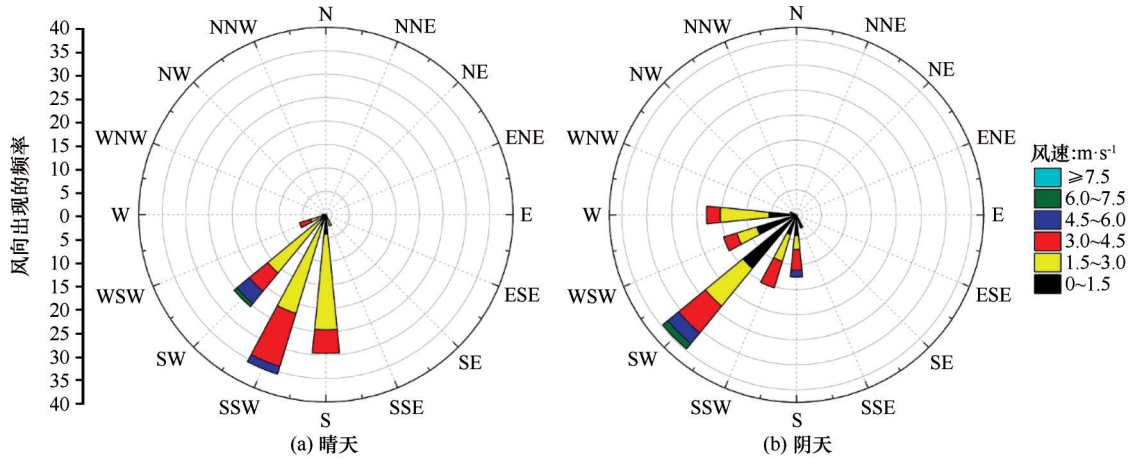 风向出现的频率
40
35
30
25
20
15
10
5
0
5
10
15
20
25
30
35
40
N
NNE
NE
ENE
E
ESE
SE
SSE
S
SSW
SW
WSW
W
WNW
NW
NNW
(a) 晴天
N
NNE
NE
ENE
E
ESE
SE
SSE
S
SSW
SW
WSW
W
WNW
NW
NNW
(b) 阴天
风速:m·s⁻¹
≥7.5
6.0~7.5
4.5~6.0
3.0~4.5
1.5~3.0
0~1.5